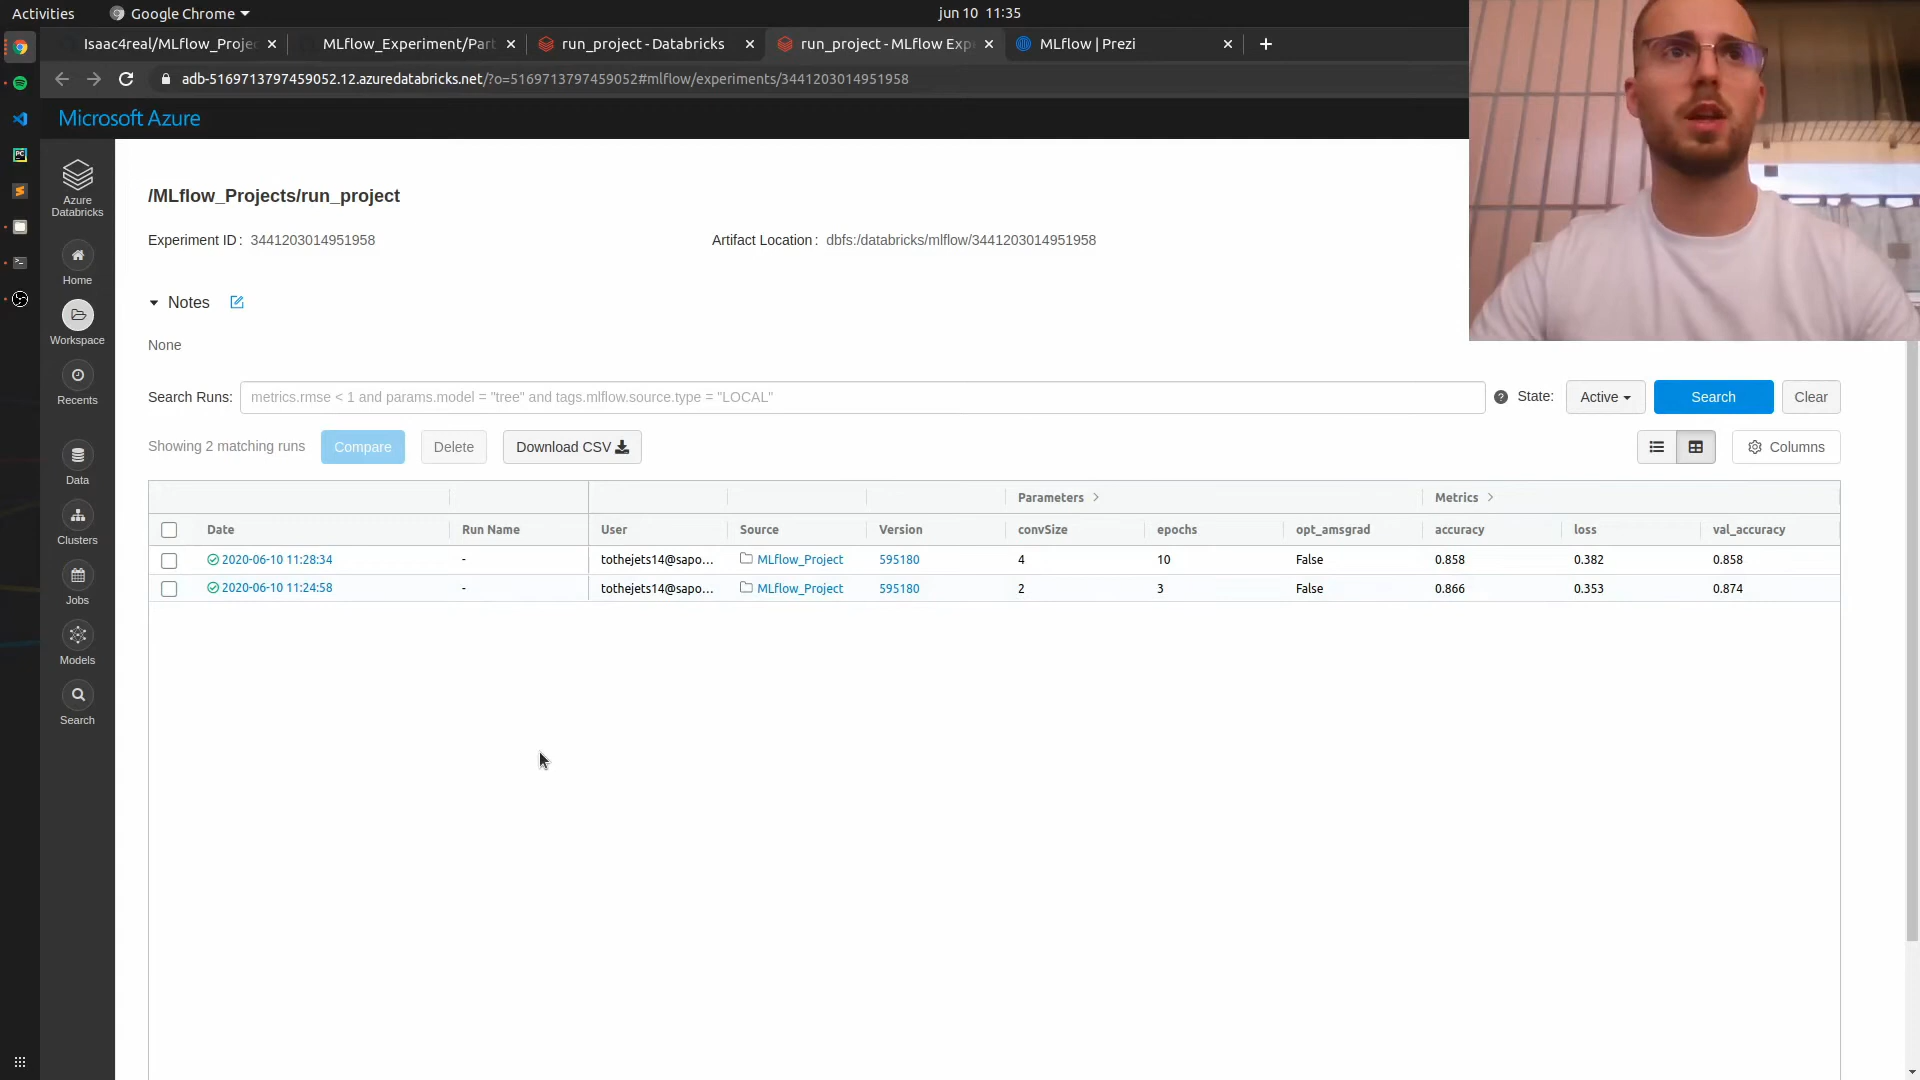 Activities
Google Chrome
jun 10 11:35
Isaac4real/MLflow_Proje
MLflow_Experiment/Part
run_project - Databricks
run_project - MLflow Exp
MLflow | Prezi
adb-5169713797459052.12.azuredatabricks.net/?o=5169713797459052#mlflow/experiments/3441203014951958
Microsoft Azure
Azure
Databricks
Home
Workspace
Recents
Data
Clusters
Jobs
Models
Search
/MLflow_Projects/run_project
Experiment ID : 3441203014951958
Artifact Location : dbfs:/databricks/mlflow/3441203014951958
Notes
None
Search Runs: metrics.rmse < 1 and params.model = "tree" and tags.mlflow.source.type = "LOCAL"
State: Active Search Clear
Showing 2 matching runs Compare Delete Download CSV Columns
Parameters > Metrics >
Date Run Name User Source Version convSize epochs opt_amsgrad accuracy loss val_accuracy
2020-06-10 11:28:34 - tothejets14@sapo... MLflow_Project 595180 4 10 False 0.858 0.382 0.858
2020-06-10 11:24:58 - tothejets14@sapo... MLflow_Project 595180 2 3 False 0.866 0.353 0.874